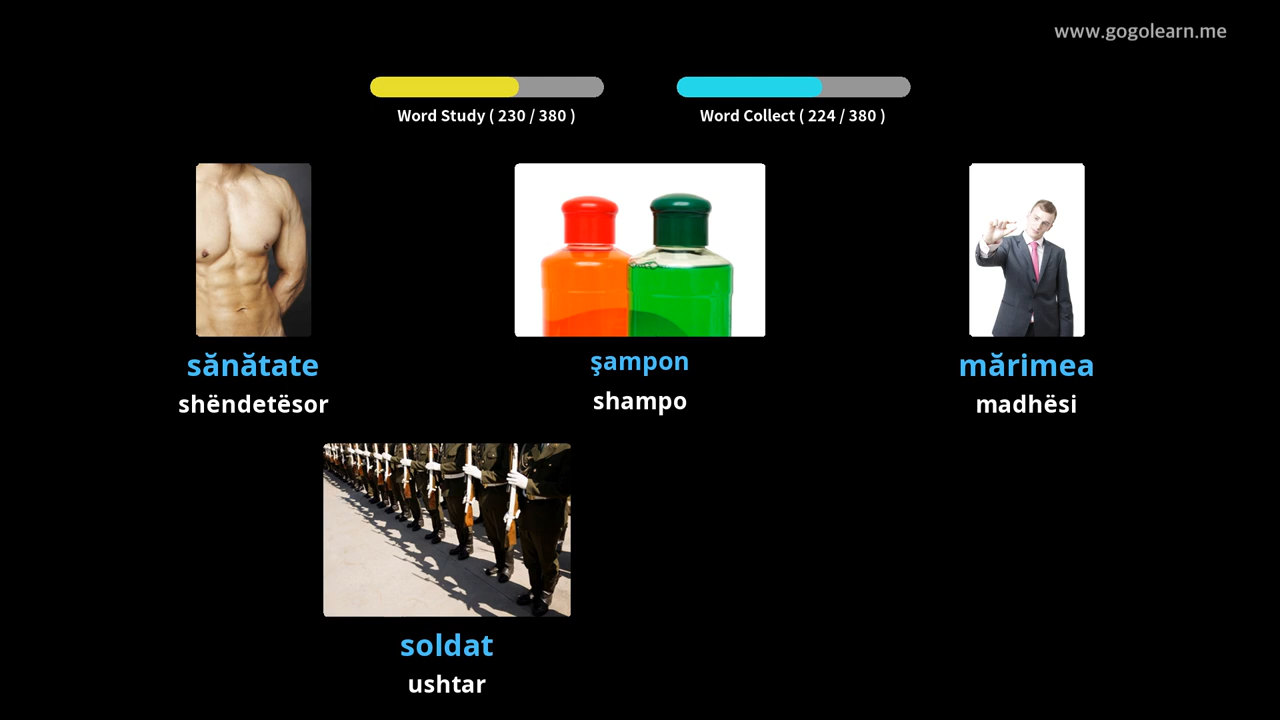 www.gogolearn.me
Word Study ( 230 / 380 )
Word Collect ( 224 / 380 )
sănătate
şampon
mărimea
shëndetësor
shampo
madhësi
soldat
ushtar